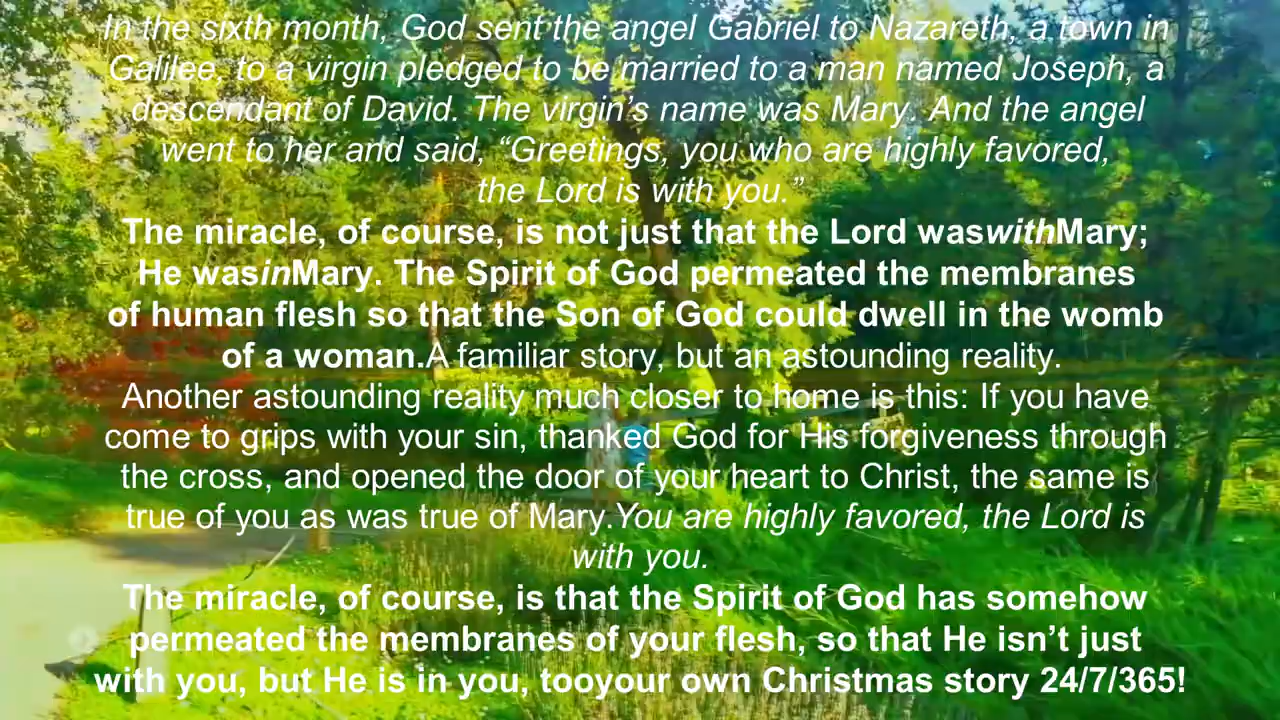 In the sixth month, God sent the angel Gabriel to Nazareth, a town in
Galilee, to a virgin pledged to be married to a man named Joseph, a
descendant of David. The virgin’s name was Mary. And the angel
went to her and said, “Greetings, you who are highly favored,
the Lord is with you.”
The miracle, of course, is not just that the Lord waswithMary;
He wasinMary. The Spirit of God permeated the membranes
of human flesh so that the Son of God could dwell in the womb
of a woman.A familiar story, but an astounding reality.
Another astounding reality much closer to home is this: If you have
come to grips with your sin, thanked God for His forgiveness through
the cross, and opened the door of your heart to Christ, the same is
true of you as was true of Mary.You are highly favored, the Lord is
with you.
The miracle, of course, is that the Spirit of God has somehow
permeated the membranes of your flesh, so that He isn’t just
with you, but He is in you, tooyour own Christmas story 24/7/365!